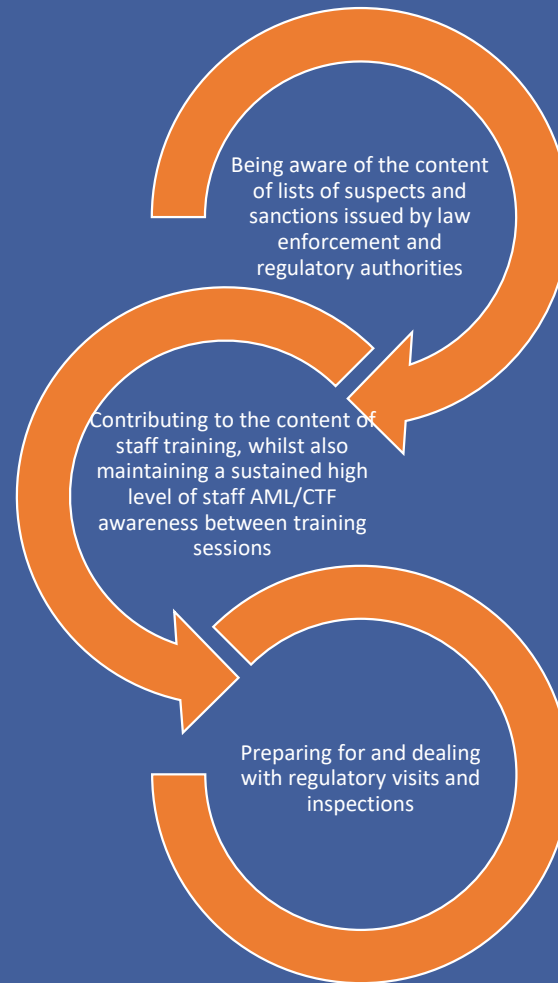 Being aware of the content
of lists of suspects and
sanctions issued by law
enforcement and
regulatory authorities
Contributing to the content of
staff training, whilst also
maintaining a sustained high
level of staff AML/CTF
awareness between training
sessions
Preparing for and dealing
with regulatory visits and
inspections